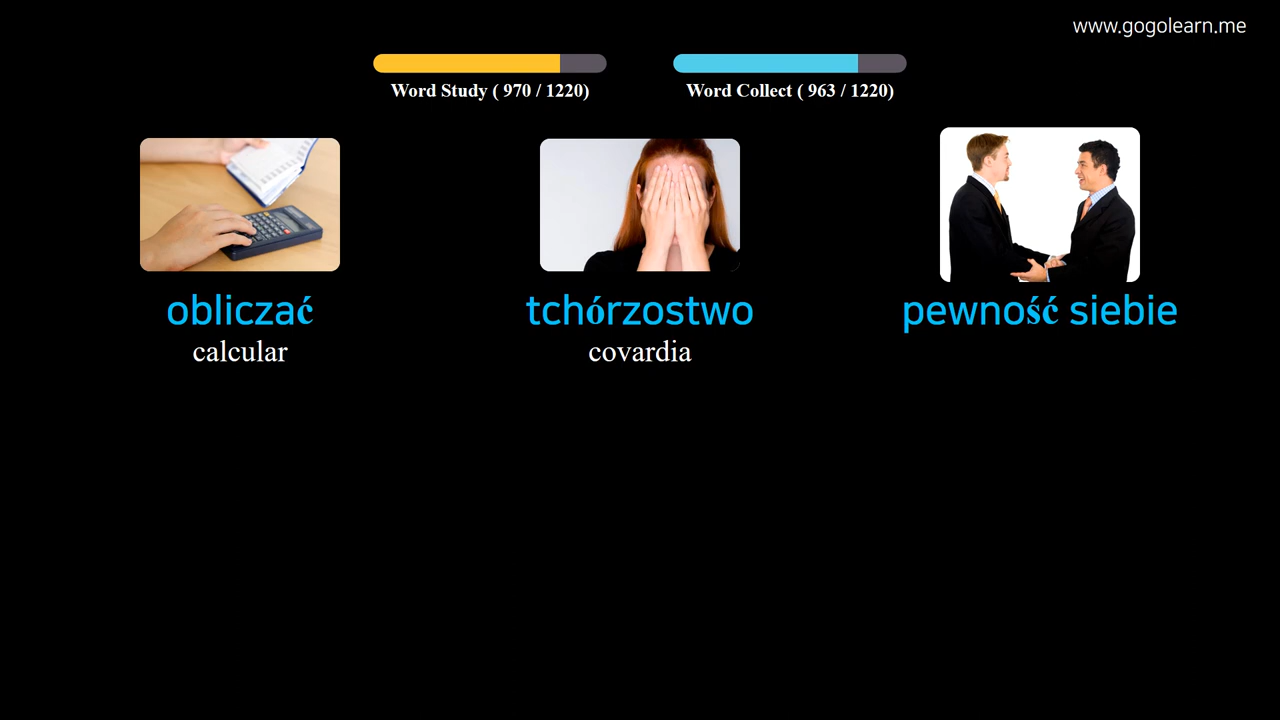 www.gogolearn.me
Word Study ( 970 / 1220)
Word Collect ( 963 / 1220)
obliczać
tchórzostwo
pewność siebie
calcular
covardia